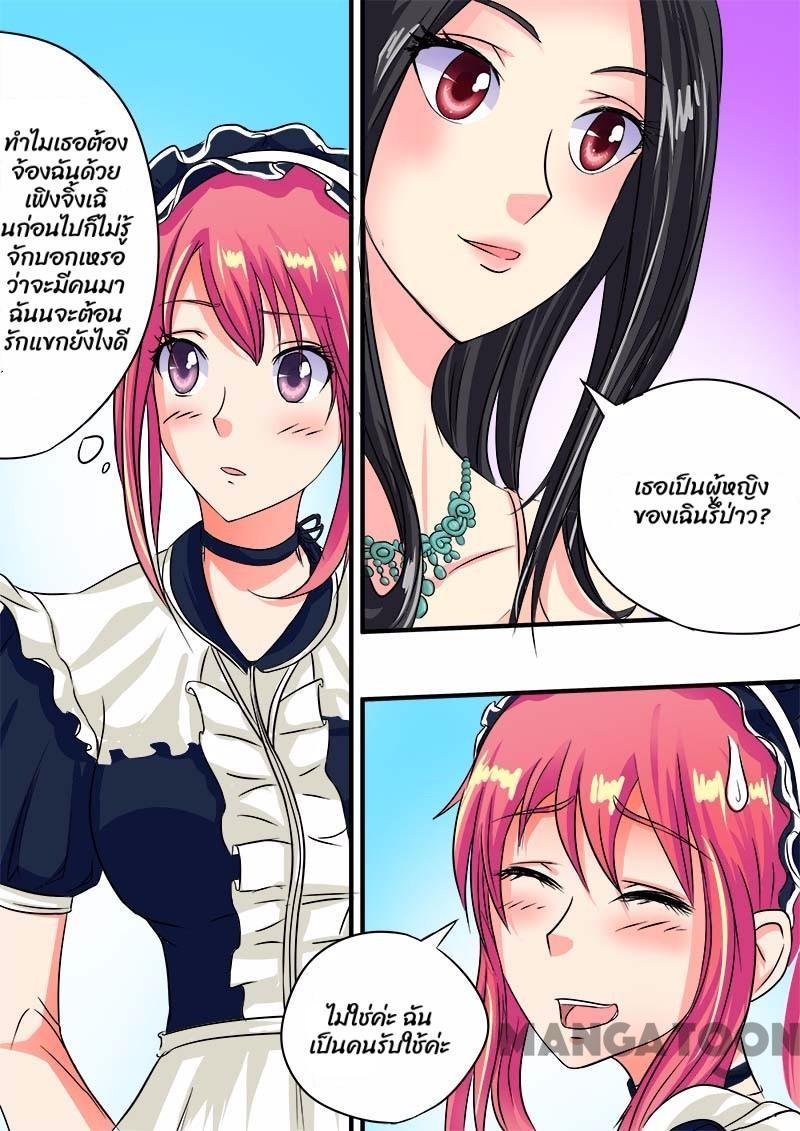 ทำไมเธอต้อง
จ้องฉันด้วย
เฟิงจิ้งเฉิ
นก่อนไปก็ไม่รู้
จักบอกเหรอ
ว่าจะมีคนมา
ฉันนจะต้อน
รักแขกยังไงดี
เธอเป็นผู้หญิง
ของเฉินรึป่าว?
ไม่ใช่ค่ะ ฉัน
เป็นคนรับใช้ค่ะ
MANGATOON